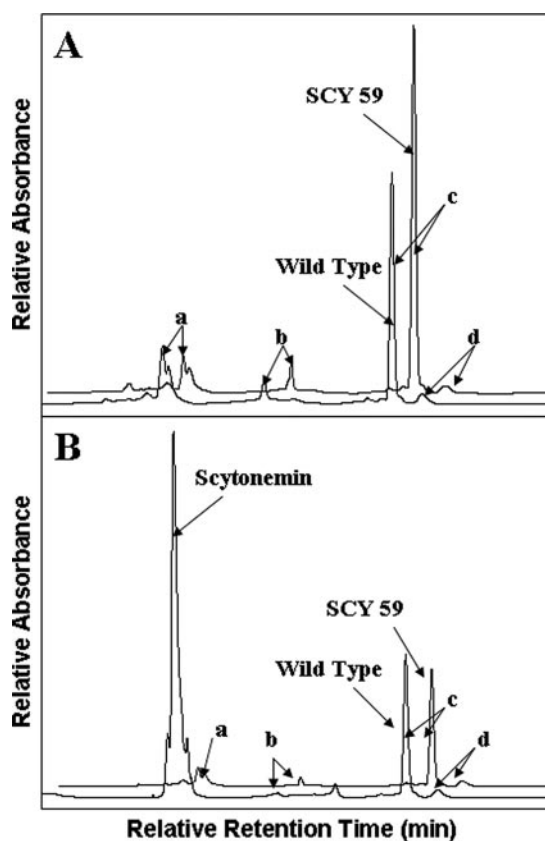 A
SCY 59
c
Wild Type
a
b
d
Relative Absorbance
B
Scytonemin
SCY 59
Wild Type
c
a
b
d
Relative Absorbance
Relative Retention Time (min)